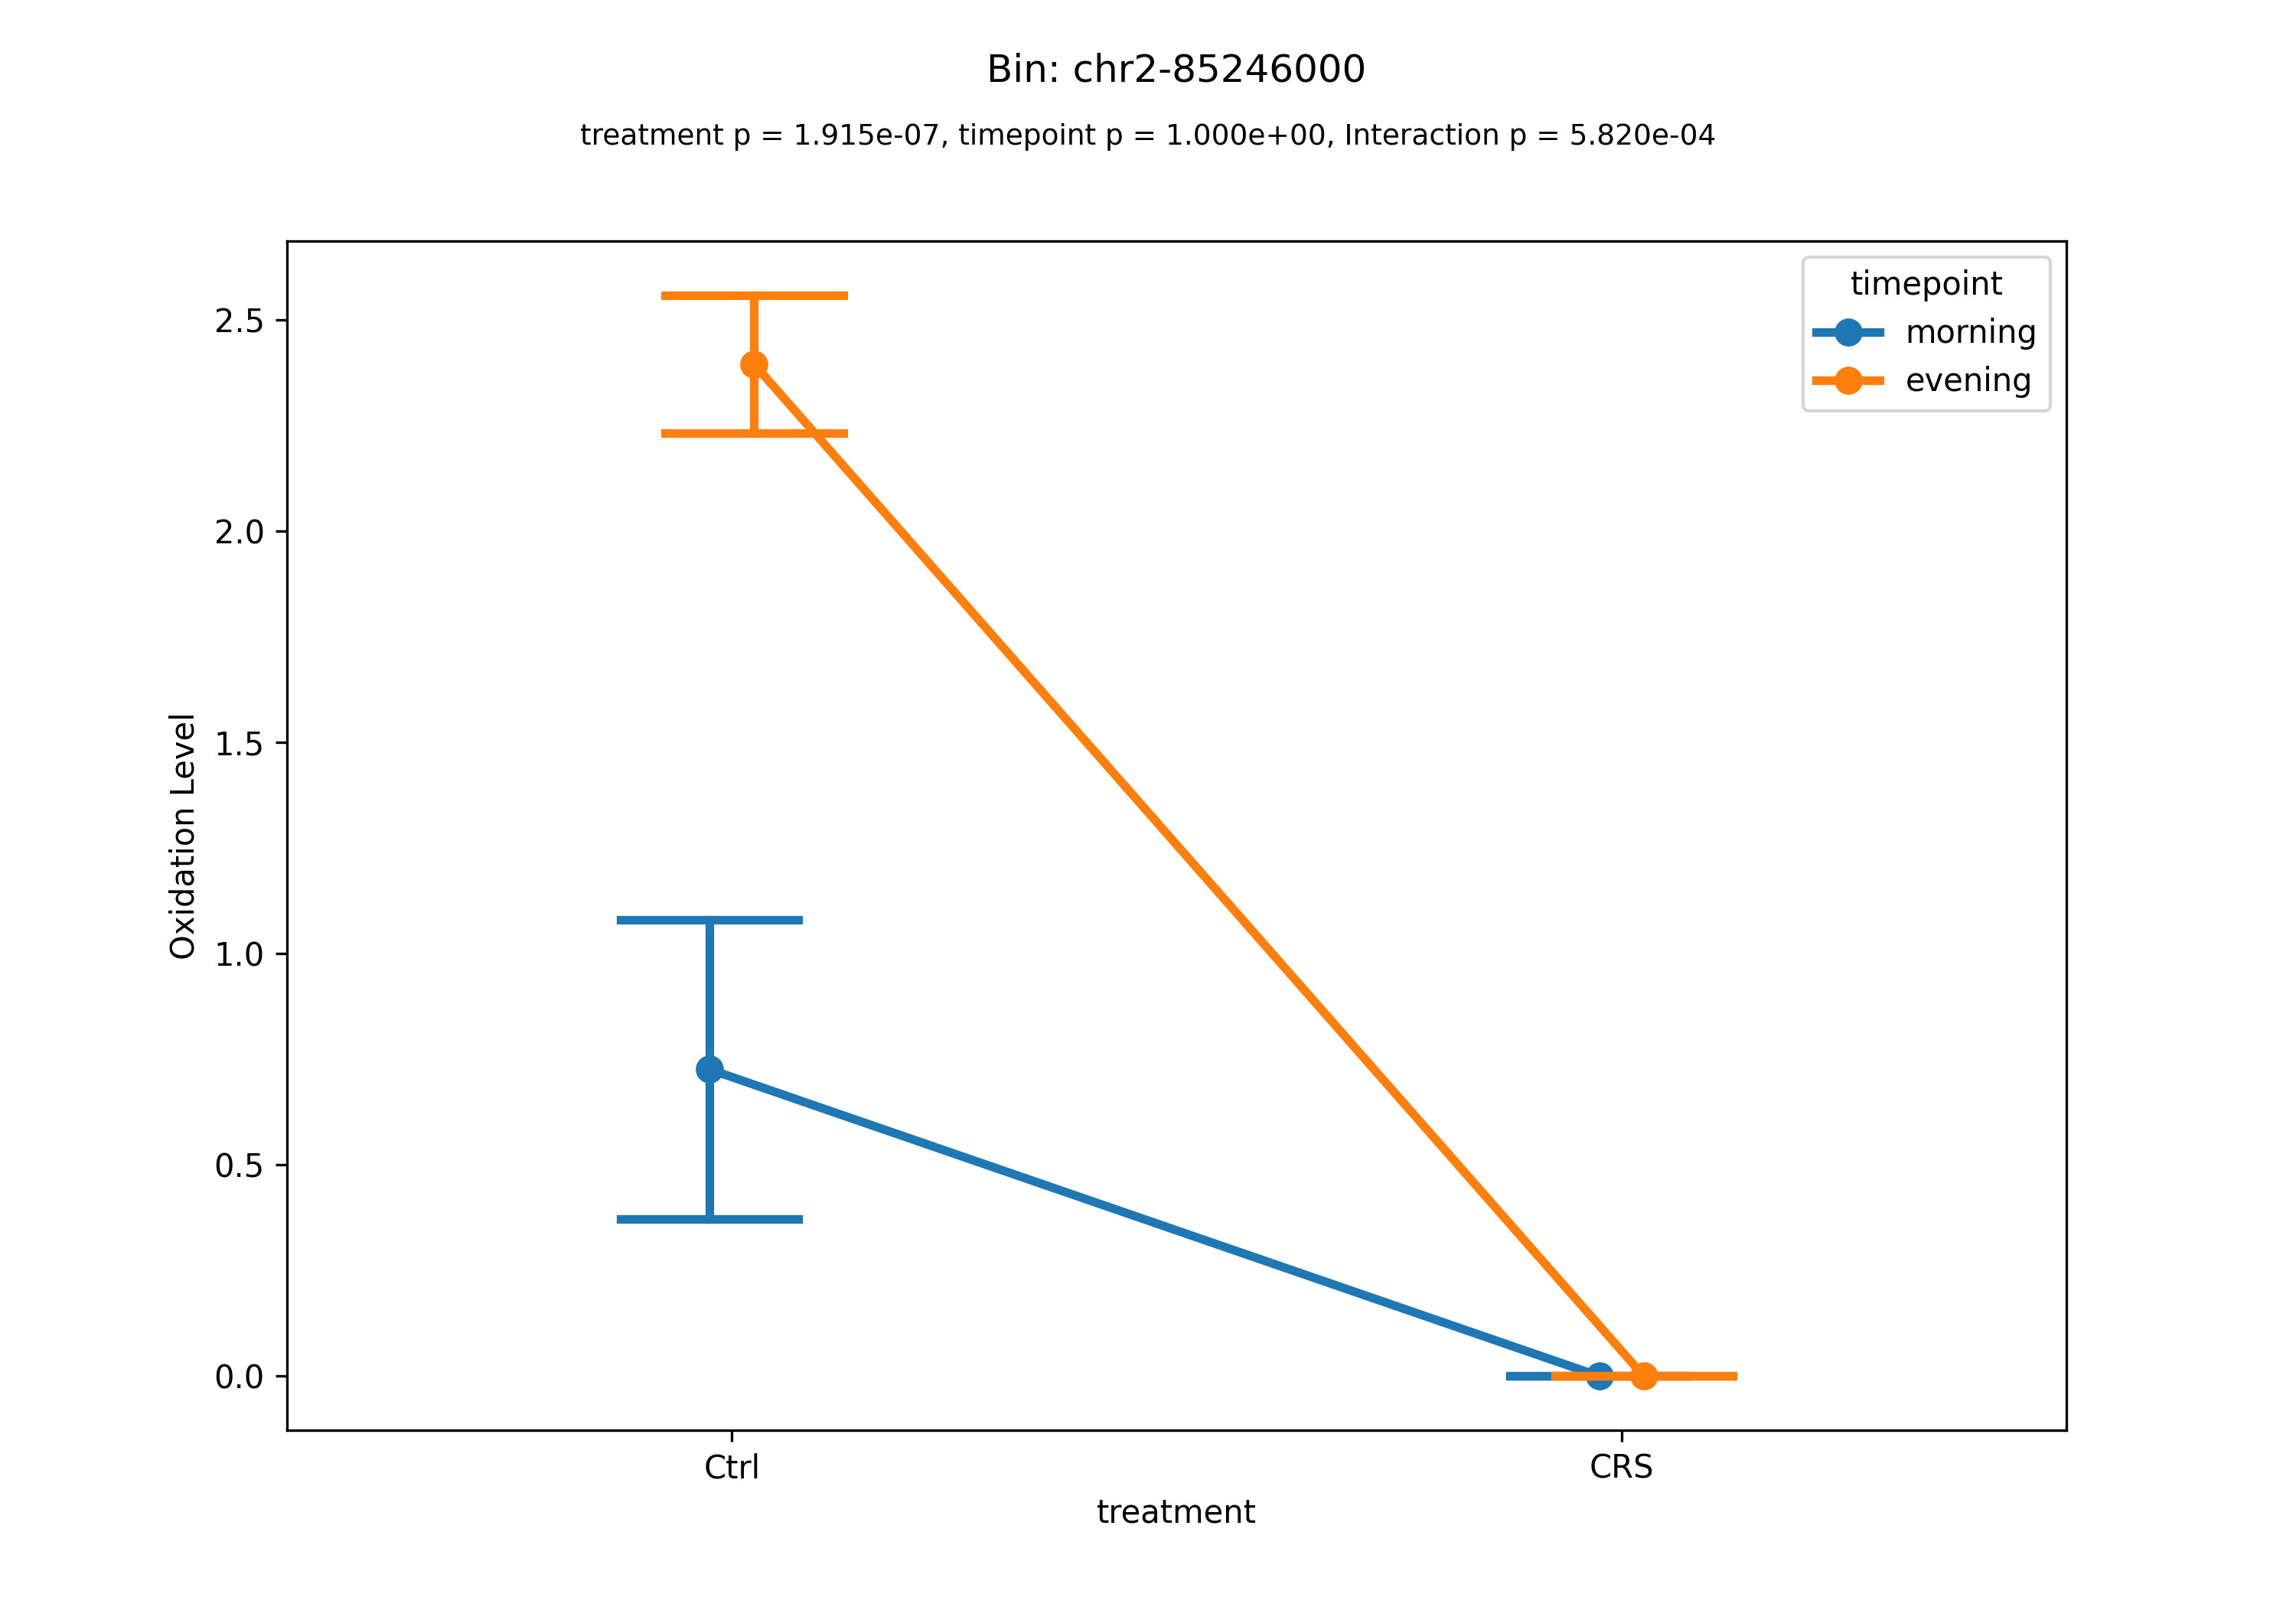 Bin: chr2-85246000
treatment p = 1.915e-07, timepoint p = 1.000e+00, Interaction p = 5.820e-04
timepoint
morning
evening
Oxidation Level
2.5
2.0
1.5
1.0
0.5
0.0
Ctrl
CRS
treatment